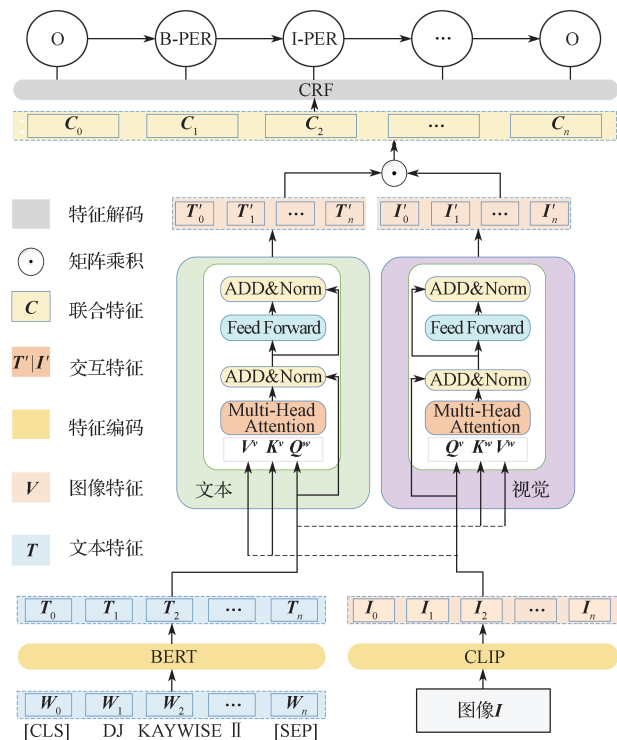 O B-PER I-PER … O
CRF
C₀ C₁ C₂ … Cₙ
T′₀ T′₁ … T′ₙ I′₀ I′₁ … I′ₙ
特征解码
矩阵乘积
C 联合特征
T′|I′ 交互特征
特征编码
V 图像特征
T 文本特征
ADD&Norm
Feed Forward
ADD&Norm
Multi-Head
Attention
Vᵛ Kᵛ Qʷ
文本
ADD&Norm
Feed Forward
ADD&Norm
Multi-Head
Attention
Qᵛ Kʷ Vʷ
视觉
T₀ T₁ T₂ … Tₙ
BERT
W₀ W₁ W₂ … Wₙ
[CLS] DJ KAYWISE Ⅱ [SEP]
I₀ I₁ I₂ … Iₙ
CLIP
图像I